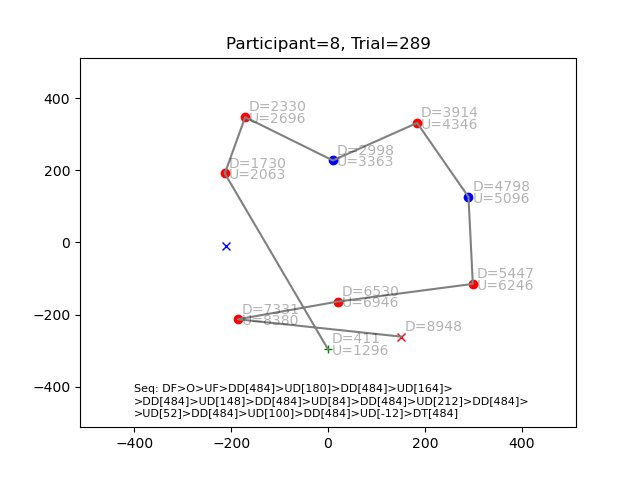 Participant=8, Trial=289
400
200
0
−200
−400
D=2330
U=2696
D=3914
U=4346
D=2998
U=3363
D=1730
U=2063
D=4798
U=5096
D=5447
U=6246
D=6530
U=6946
D=7331
U=8380
D=8948
D=411
U=1296
Seq: DF>O>UF>DD[484]>UD[180]>DD[484]>UD[164]>
>DD[484]>UD[148]>DD[484]>UD[84]>DD[484]>UD[212]>DD[484]>
>UD[52]>DD[484]>UD[100]>DD[484]>UD[-12]>DT[484]
−400 −200 0 200 400